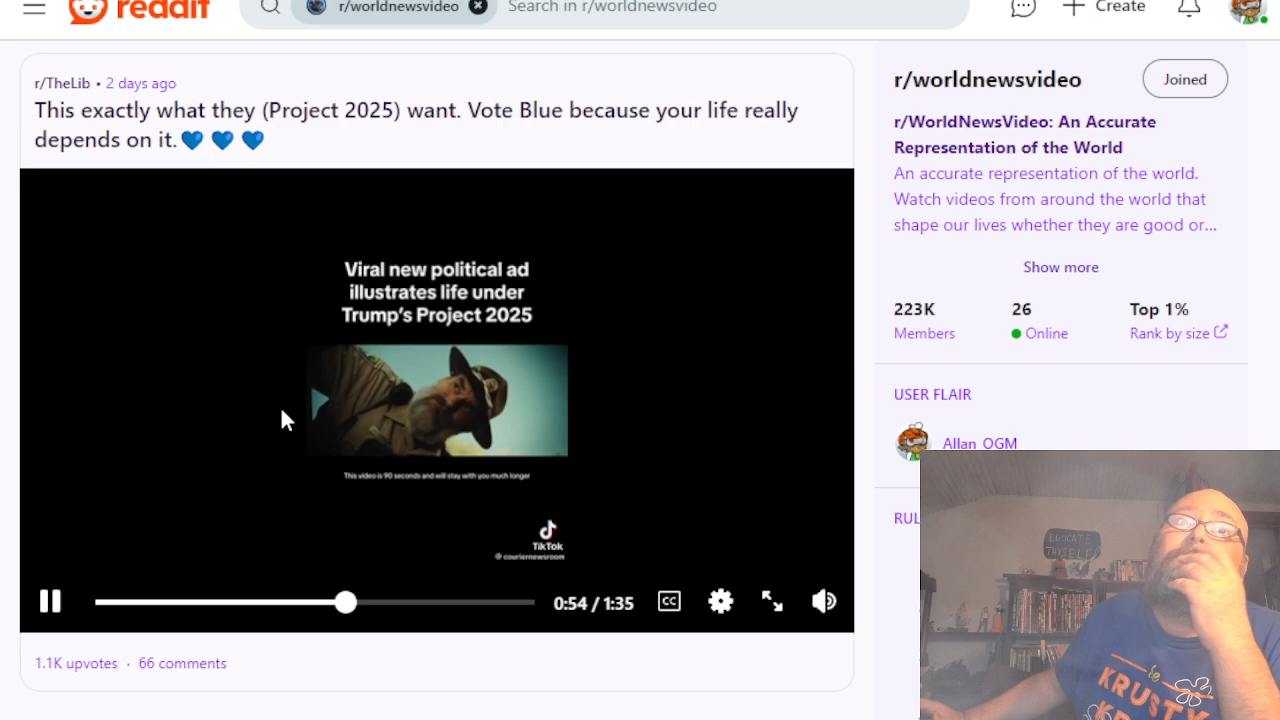 reddit
r/worldnewsvideo
Search in r/worldnewsvideo
Create
r/TheLib • 2 days ago
This exactly what they (Project 2025) want. Vote Blue because your life really
depends on it.💙 💙 💙
Viral new political ad
illustrates life under
Trump's Project 2025
This video is 90 seconds and will stay with you much longer
TikTok
@ couriernewsroom
0:54 / 1:35
CC
1.1K upvotes · 66 comments
r/worldnewsvideo
Joined
r/WorldNewsVideo: An Accurate
Representation of the World
An accurate representation of the world.
Watch videos from around the world that
shape our lives whether they are good or...
Show more
223K
26
Top 1%
Members
Online
Rank by size
USER FLAIR
Allan_OGM
RUL
EDUCATE
THYSELF
KRUSTY